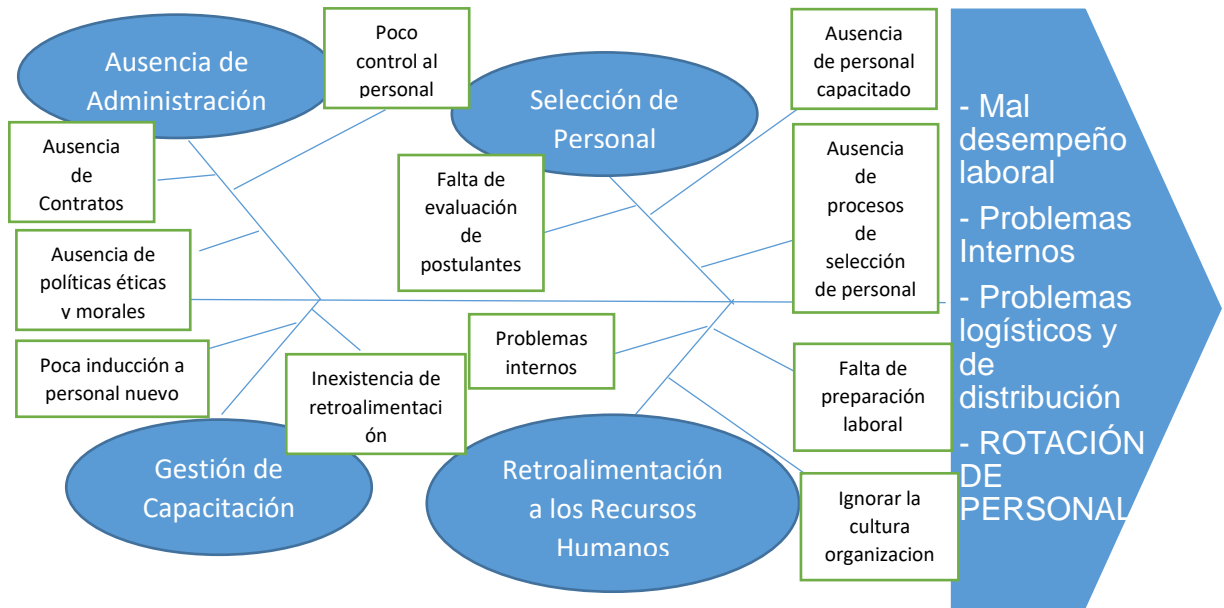 Ausencia de
Administración
Poco
control al
personal
Ausencia
de
Contratos
Ausencia de
políticas éticas
y morales
Selección de
Personal
Falta de
evaluación
de
postulantes
Ausencia
de personal
capacitado
Ausencia
de
procesos
de
selección
de personal
Poca inducción a
personal nuevo
Inexistencia de
retroalimentaci
ón
Gestión de
Capacitación
Problemas
internos
Falta de
preparación
laboral
Ignorar la
cultura
organizacion
Retroalimentación
a los Recursos
Humanos
- Mal
desempeño
laboral
- Problemas
Internos
- Problemas
logísticos y
de
distribución
- ROTACIÓN
DE
PERSONAL